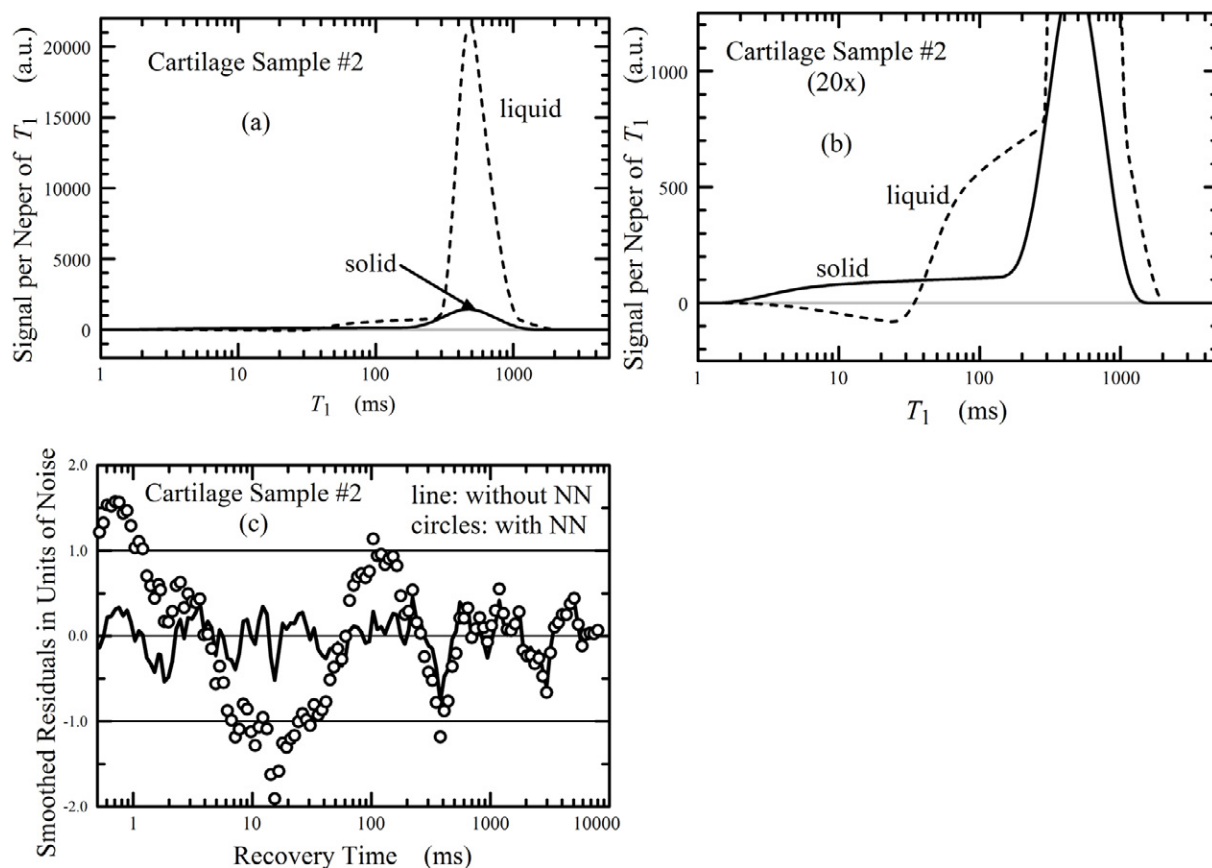 Signal per Neper of T1 (a.u.)
20000
15000
10000
5000
0
Cartilage Sample #2
(a)
liquid
solid
1 10 100 1000
T1 (ms)
Signal per Neper of T1 (a.u.)
1000
500
0
Cartilage Sample #2
(20x)
(b)
liquid
solid
1 10 100 1000
T1 (ms)
Smoothed Residuals in Units of Noise
2.0
1.0
0.0
-1.0
-2.0
Cartilage Sample #2
(c)
line: without NN
circles: with NN
1 10 100 1000 10000
Recovery Time (ms)